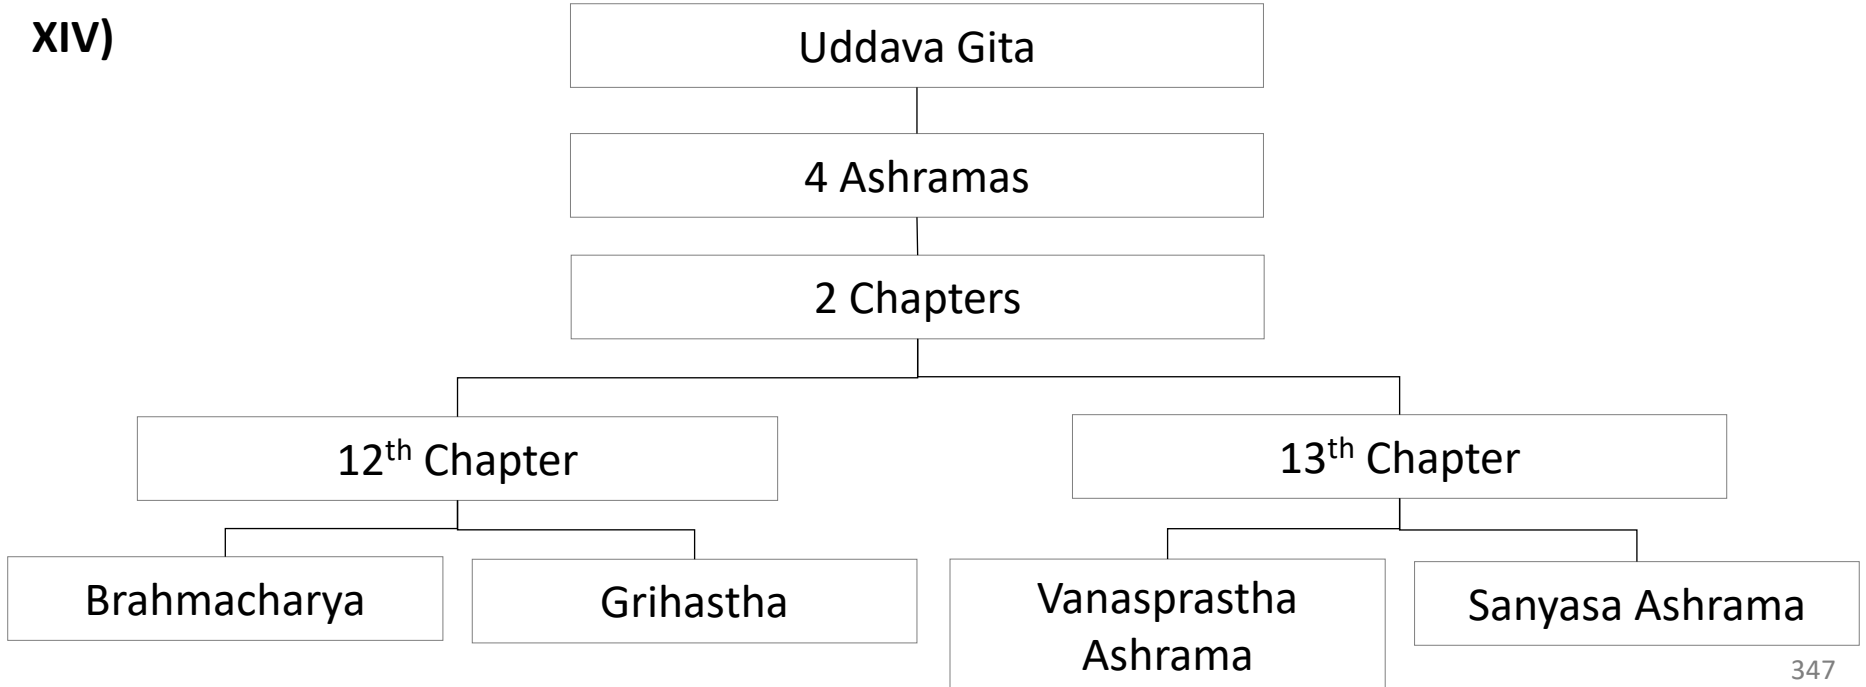 XIV)
Uddava Gita
4 Ashramas
2 Chapters
12th Chapter
13th Chapter
Brahmacharya
Grihastha
Vanasprastha
Ashrama
Sanyasa Ashrama
347